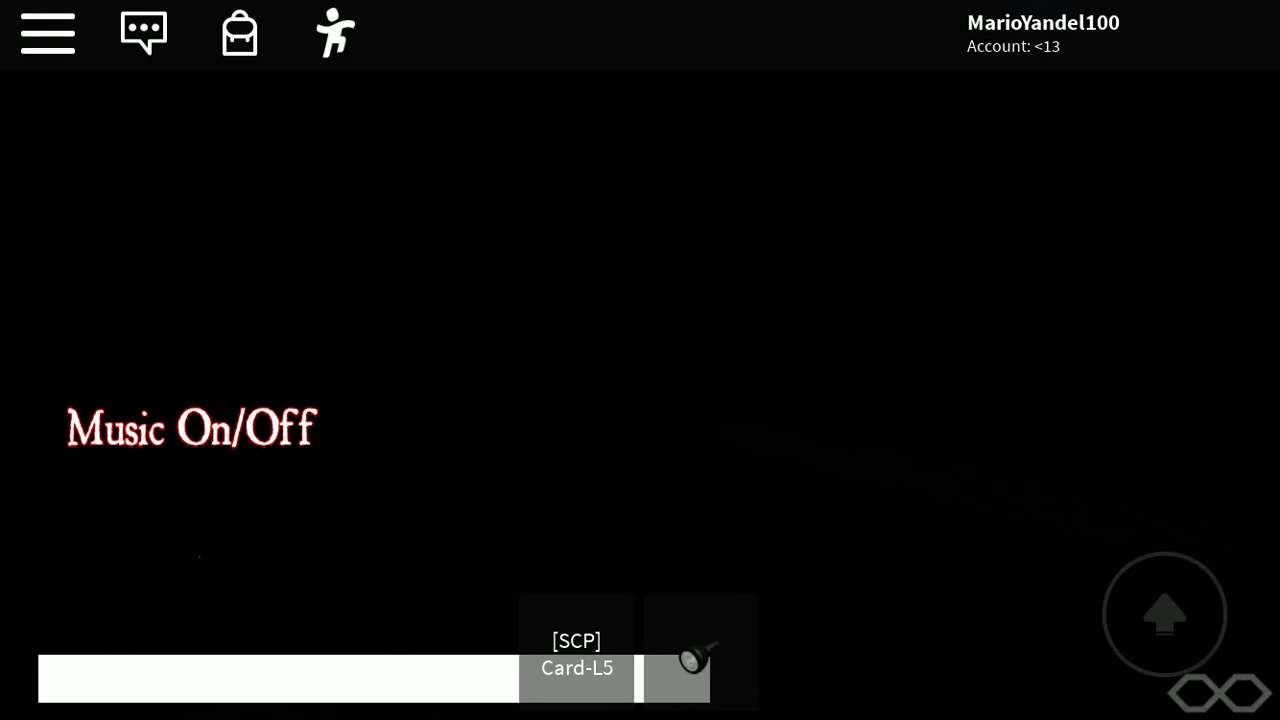 MarioYandel100
Account: <13
Music On/Off
[SCP]
Card-L5